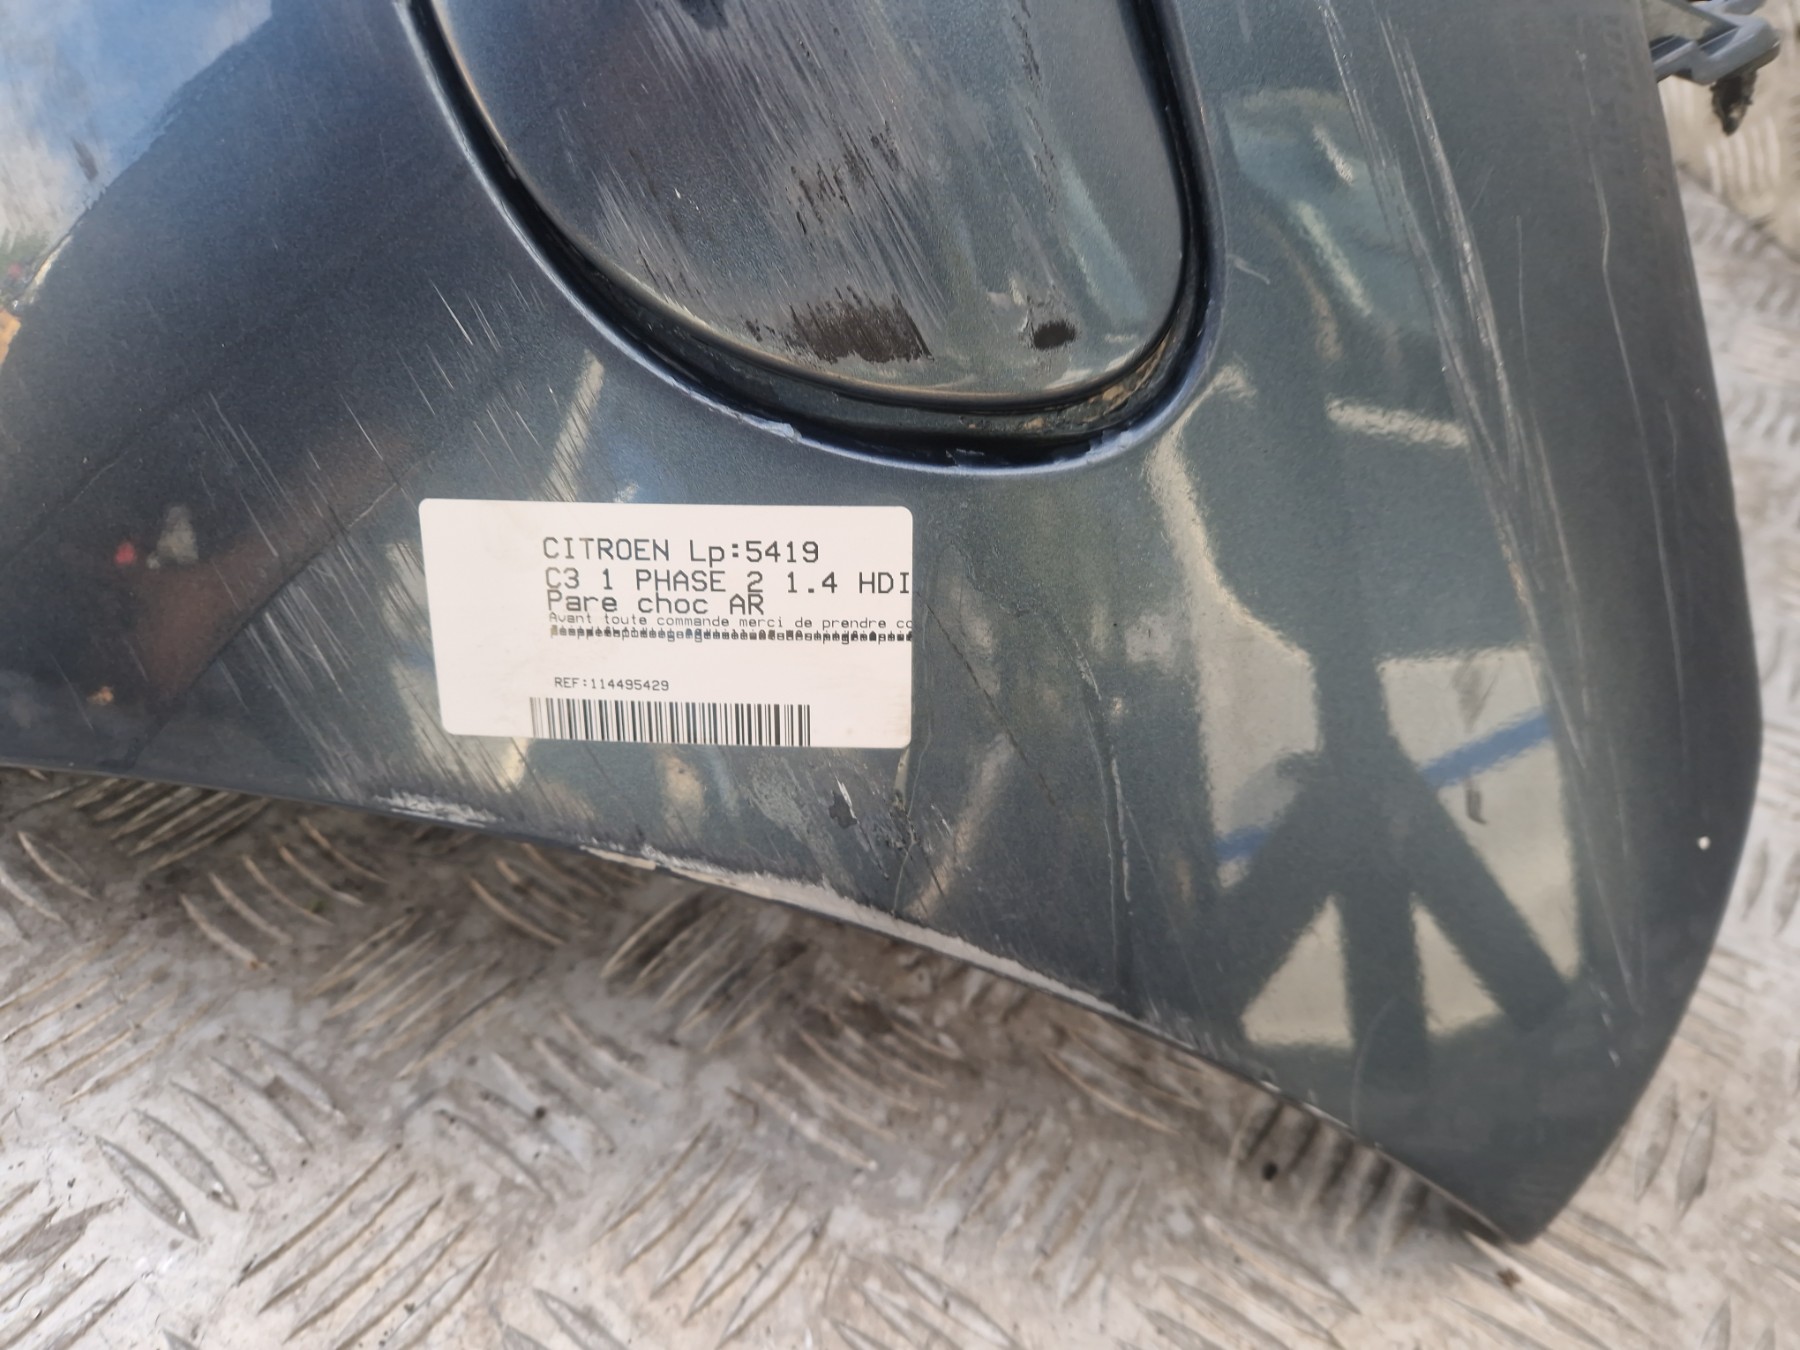 CITROEN Lp:5419
C3 1 PHASE 2 1.4 HDI
Pare choc AR
Avant toute commande merci de prendre co
REF:114495429